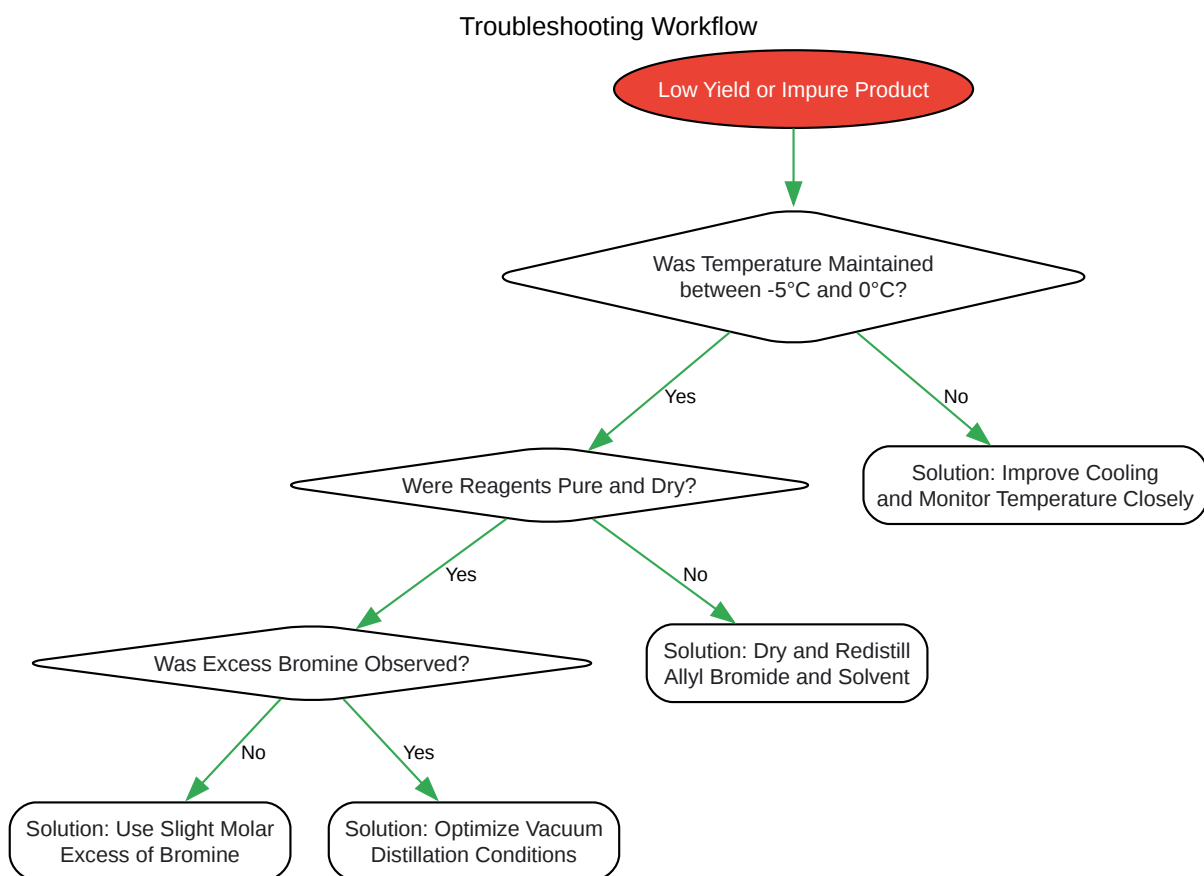 Troubleshooting Workflow
Low Yield or Impure Product
Was Temperature Maintained
between -5°C and 0°C?
Yes
No
Were Reagents Pure and Dry?
Solution: Improve Cooling
and Monitor Temperature Closely
Yes
No
Was Excess Bromine Observed?
Solution: Dry and Redistill
Allyl Bromide and Solvent
No
Yes
Solution: Use Slight Molar
Excess of Bromine
Solution: Optimize Vacuum
Distillation Conditions